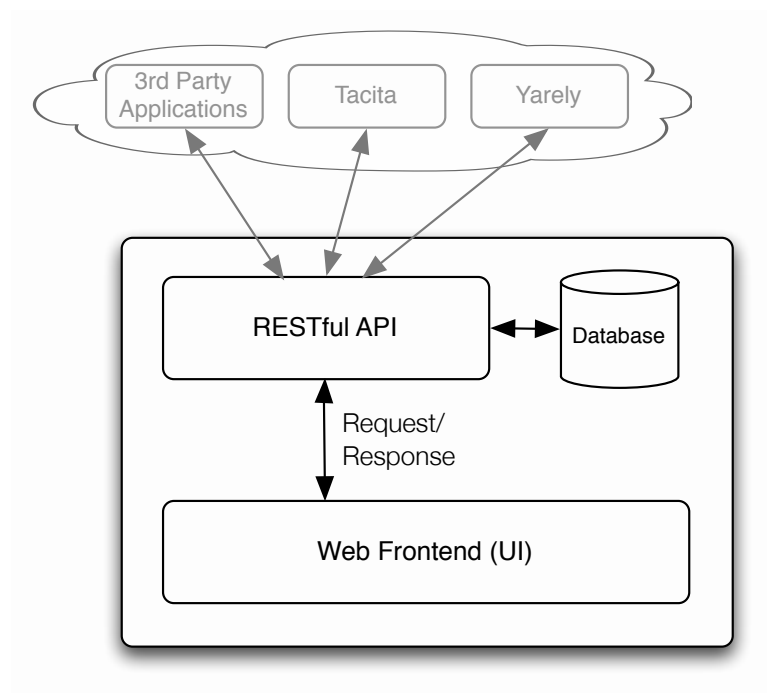 3rd Party
Applications
Tacita
Yarely
RESTful API
Database
Request/
Response
Web Frontend (UI)